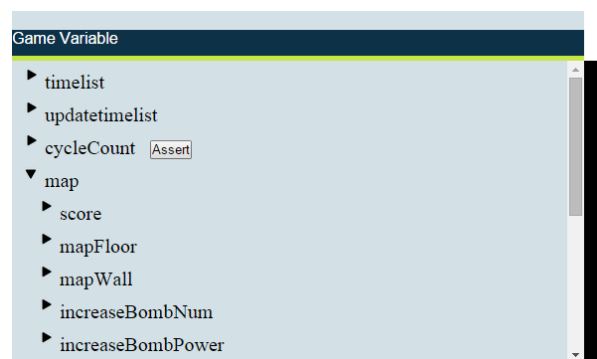 Game Variable
timelist
updatetimelist
cycleCount Assert
map
score
mapFloor
mapWall
increaseBombNum
increaseBombPower